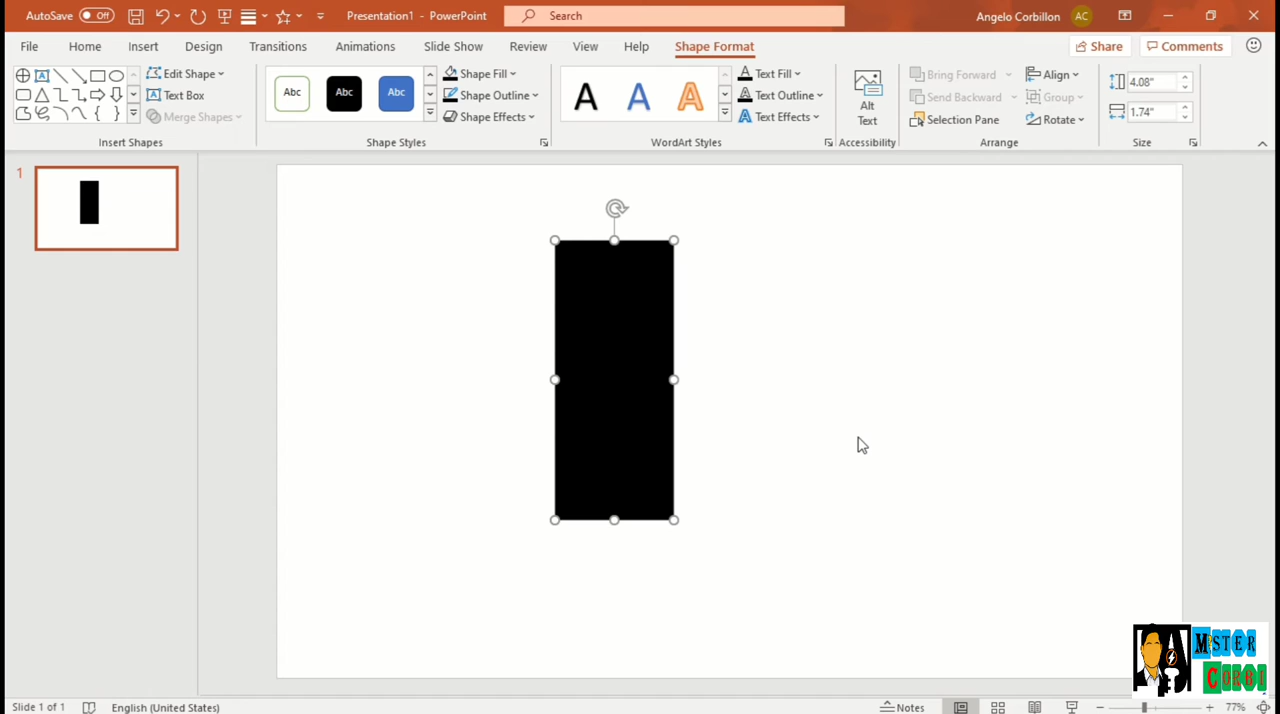 AutoSave Off Presentation1 - PowerPoint Search Angelo Corbillon AC
File Home Insert Design Transitions Animations Slide Show Review View Help Shape Format Share Comments
Edit Shape
Text Box
Merge Shapes
Insert Shapes
Abc Abc Abc
Shape Fill
Shape Outline
Shape Effects
Shape Styles
A A A
Text Fill
Text Outline
Text Effects
WordArt Styles
Alt
Text
Accessibility
Bring Forward
Send Backward
Selection Pane
Align
Group
Rotate
Arrange
4.08"
1.74"
Size
1
MISTER
CORBI
Slide 1 of 1 English (United States) Notes 77%